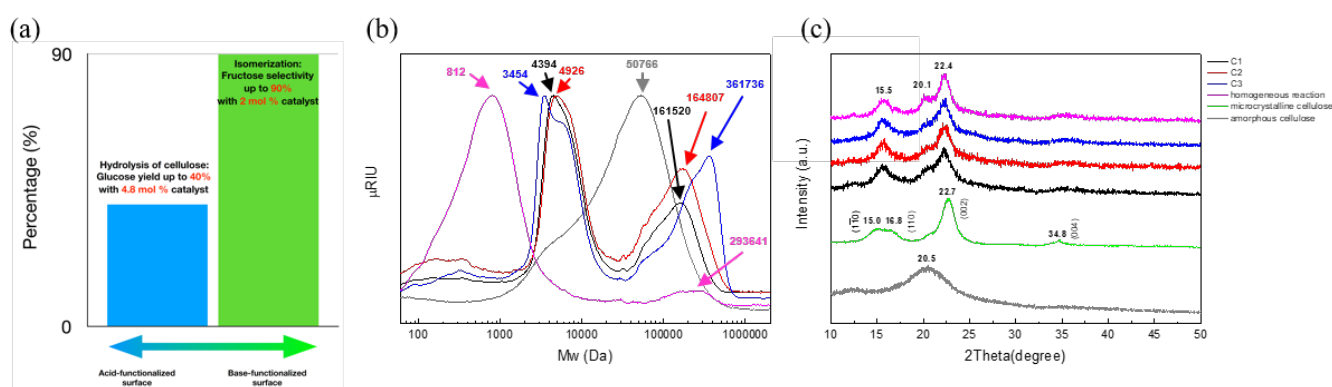 (a)
90
Percentage (%)
0
Isomerization:
Fructose selectivity
up to 90%
with 2 mol % catalyst
Hydrolysis of cellulose:
Glucose yield up to 40%
with 4.8 mol % catalyst
Acid-functionalized
surface
Base-functionalized
surface
(b)
μRIU
812
3454
4394
4926
50766
161520
164807
361736
293641
100
1000
10000
100000
1000000
Mw (Da)
(c)
Intensity (a.u.)
15.5
20.1
22.4
22.7
(002)
(1T0)
15.0
16.8
(110)
34.8
(004)
20.5
10
15
20
25
30
35
40
45
50
2Theta(degree)
C1
C2
C3
homogeneous reaction
microcrystalline cellulose
amorphous cellulose